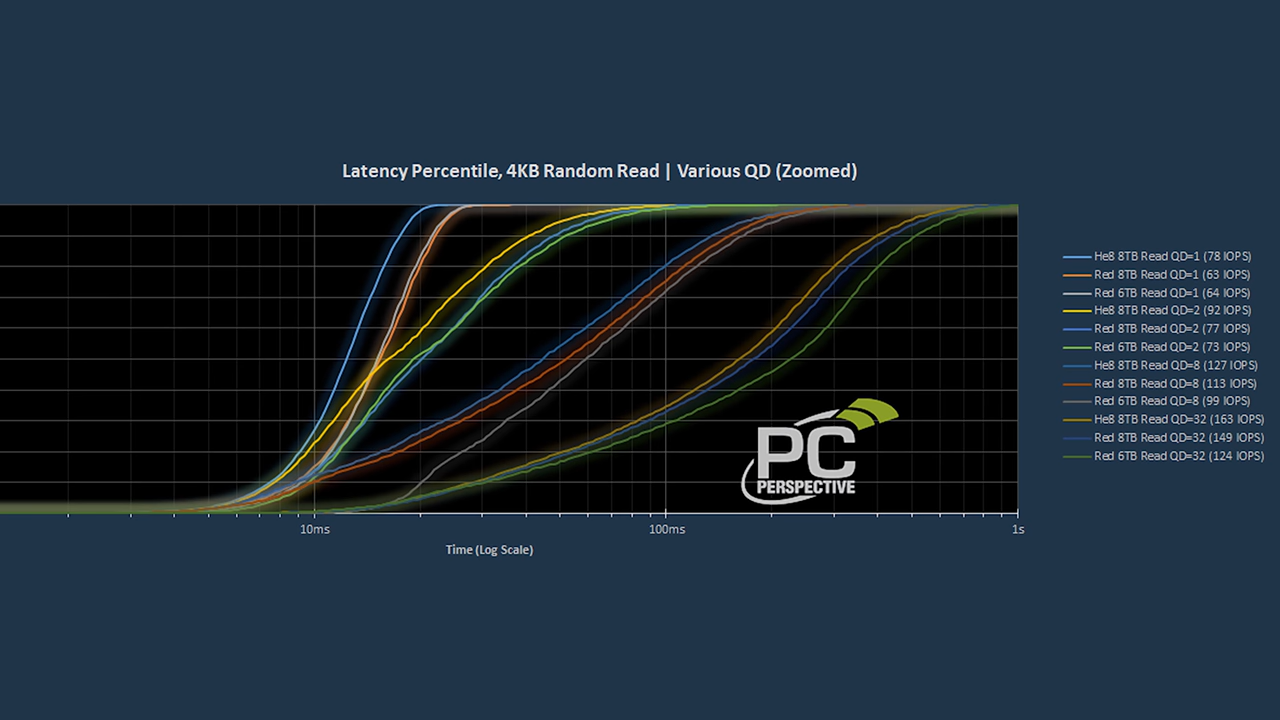 Latency Percentile, 4KB Random Read | Various QD (Zoomed)
He8 8TB Read QD=1 (78 IOPS)
Red 8TB Read QD=1 (63 IOPS)
Red 6TB Read QD=1 (64 IOPS)
He8 8TB Read QD=2 (92 IOPS)
Red 8TB Read QD=2 (77 IOPS)
Red 6TB Read QD=2 (73 IOPS)
He8 8TB Read QD=8 (127 IOPS)
Red 8TB Read QD=8 (113 IOPS)
Red 6TB Read QD=8 (99 IOPS)
He8 8TB Read QD=32 (163 IOPS)
Red 8TB Read QD=32 (149 IOPS)
Red 6TB Read QD=32 (124 IOPS)
PC
PERSPECTIVE
10ms 100ms 1s
Time (Log Scale)